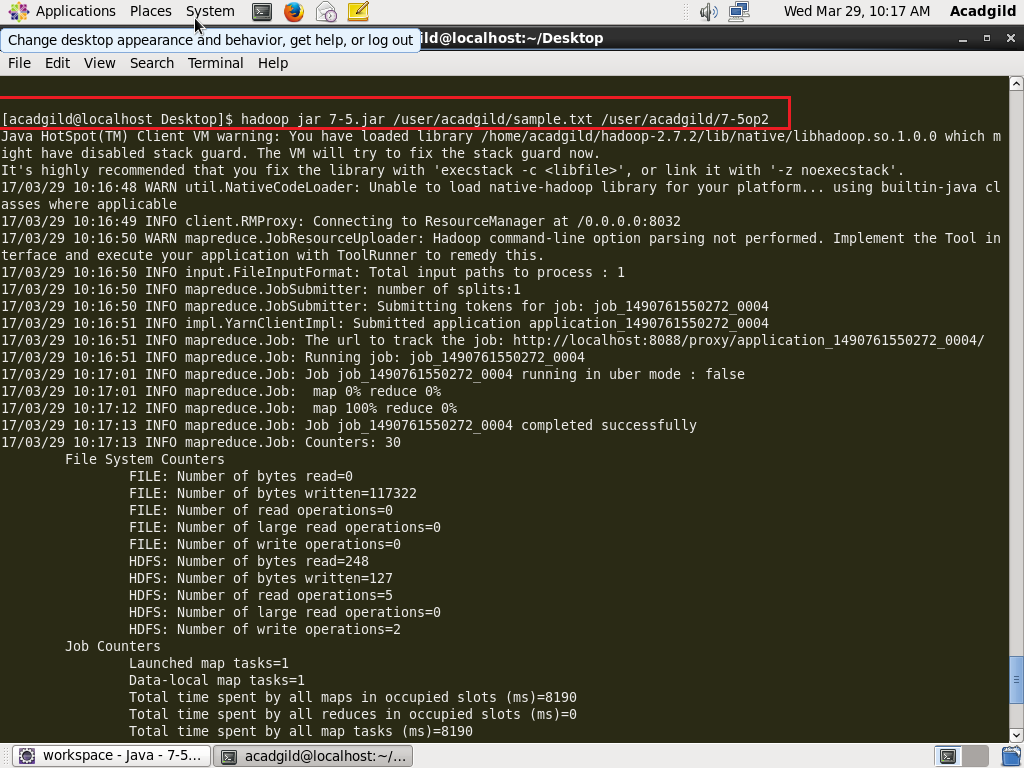 Applications Places System Wed Mar 29, 10:17 AM Acadgild
Change desktop appearance and behavior, get help, or log out
ild@localhost:~/Desktop
File Edit View Search Terminal Help
[acadgild@localhost Desktop]$ hadoop jar 7-5.jar /user/acadgild/sample.txt /user/acadgild/7-5op2
Java HotSpot(TM) Client VM warning: You have loaded library /home/acadgild/hadoop-2.7.2/lib/native/libhadoop.so.1.0.0 which m
ight have disabled stack guard. The VM will try to fix the stack guard now.
It's highly recommended that you fix the library with 'execstack -c <libfile>', or link it with '-z noexecstack'.
17/03/29 10:16:48 WARN util.NativeCodeLoader: Unable to load native-hadoop library for your platform... using builtin-java cl
asses where applicable
17/03/29 10:16:49 INFO client.RMProxy: Connecting to ResourceManager at /0.0.0.0:8032
17/03/29 10:16:50 WARN mapreduce.JobResourceUploader: Hadoop command-line option parsing not performed. Implement the Tool in
terface and execute your application with ToolRunner to remedy this.
17/03/29 10:16:50 INFO input.FileInputFormat: Total input paths to process : 1
17/03/29 10:16:50 INFO mapreduce.JobSubmitter: number of splits:1
17/03/29 10:16:50 INFO mapreduce.JobSubmitter: Submitting tokens for job: job_1490761550272_0004
17/03/29 10:16:51 INFO impl.YarnClientImpl: Submitted application application_1490761550272_0004
17/03/29 10:16:51 INFO mapreduce.Job: The url to track the job: http://localhost:8088/proxy/application_1490761550272_0004/
17/03/29 10:16:51 INFO mapreduce.Job: Running job: job_1490761550272_0004
17/03/29 10:17:01 INFO mapreduce.Job: Job job_1490761550272_0004 running in uber mode : false
17/03/29 10:17:01 INFO mapreduce.Job:  map 0% reduce 0%
17/03/29 10:17:12 INFO mapreduce.Job:  map 100% reduce 0%
17/03/29 10:17:13 INFO mapreduce.Job: Job job_1490761550272_0004 completed successfully
17/03/29 10:17:13 INFO mapreduce.Job: Counters: 30
File System Counters
FILE: Number of bytes read=0
FILE: Number of bytes written=117322
FILE: Number of read operations=0
FILE: Number of large read operations=0
FILE: Number of write operations=0
HDFS: Number of bytes read=248
HDFS: Number of bytes written=127
HDFS: Number of read operations=5
HDFS: Number of large read operations=0
HDFS: Number of write operations=2
Job Counters
Launched map tasks=1
Data-local map tasks=1
Total time spent by all maps in occupied slots (ms)=8190
Total time spent by all reduces in occupied slots (ms)=0
Total time spent by all map tasks (ms)=8190
workspace - Java - 7-5... acadgild@localhost:~/...